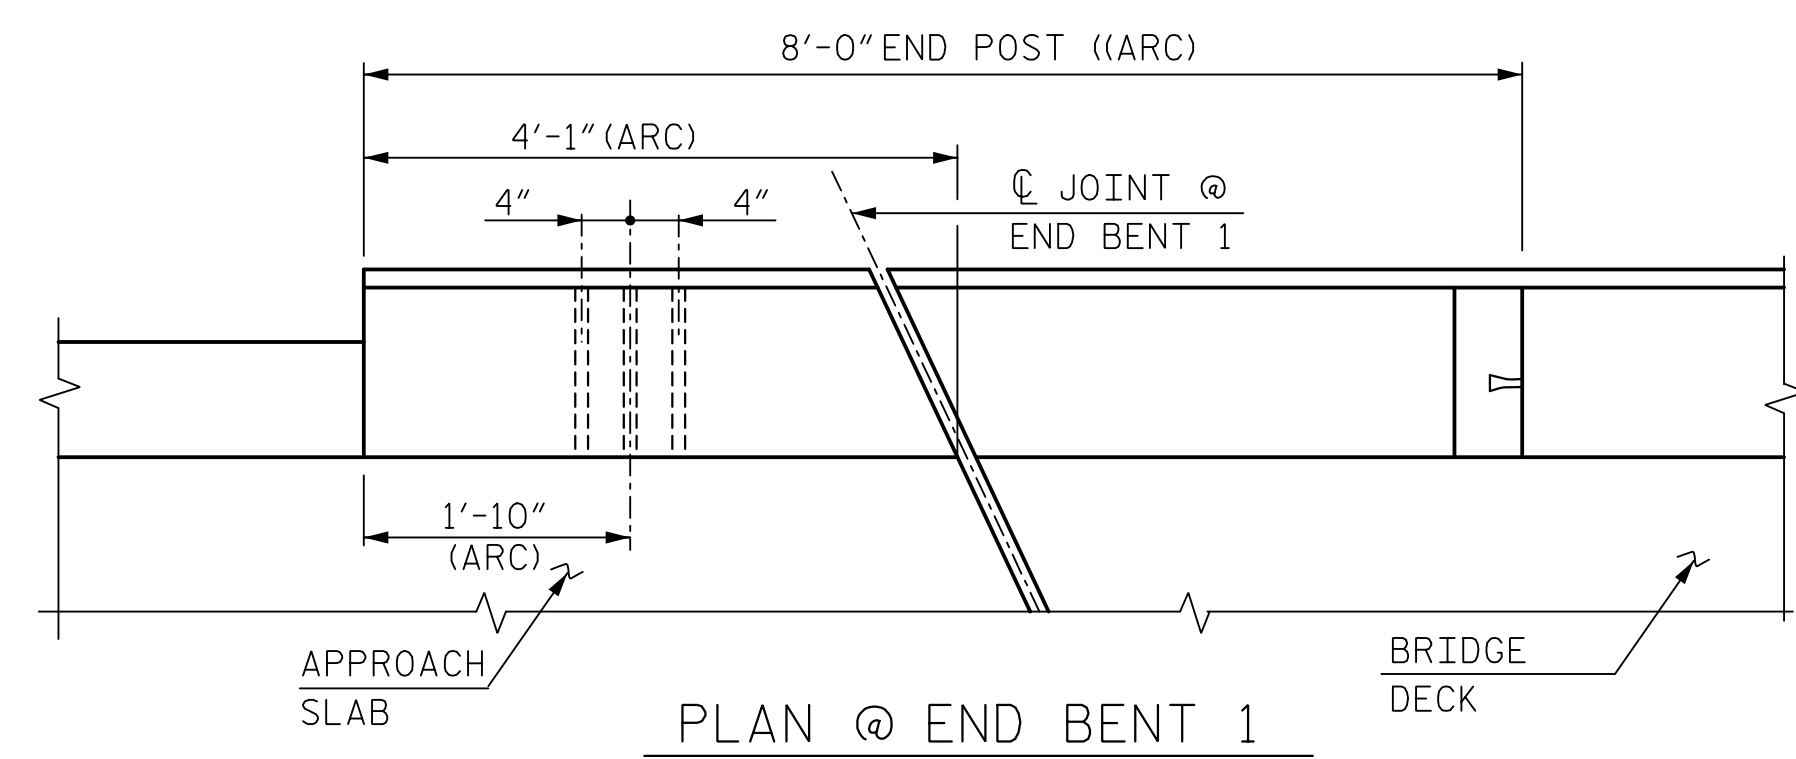 8'-0" END POST ((ARC)
4'-1" (ARC)
4"
4"
℄ JOINT @
END BENT 1
1'-10"
(ARC)
APPROACH
SLAB
BRIDGE
DECK
PLAN @ END BENT 1